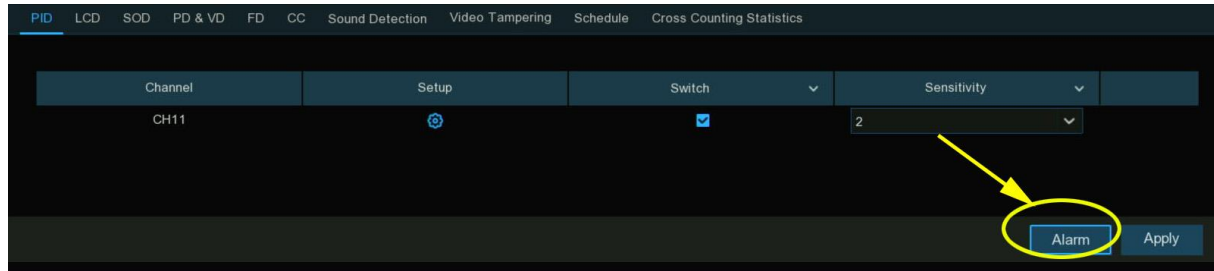 PID LCD SOD PD & VD FD CC Sound Detection Video Tampering Schedule Cross Counting Statistics
Channel Setup Switch Sensitivity
CH11 2
Alarm Apply